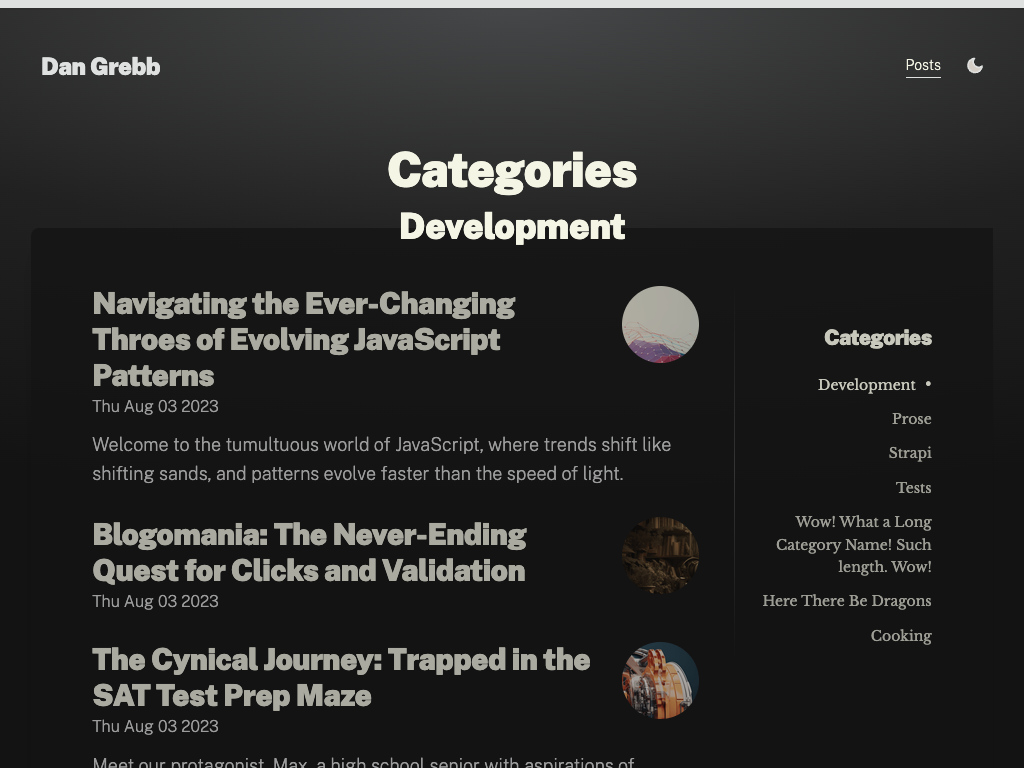 Dan Grebb
Posts
Categories
Development
Navigating the Ever-Changing
Throes of Evolving JavaScript
Patterns
Thu Aug 03 2023
Welcome to the tumultuous world of JavaScript, where trends shift like
shifting sands, and patterns evolve faster than the speed of light.
Blogomania: The Never-Ending
Quest for Clicks and Validation
Thu Aug 03 2023
The Cynical Journey: Trapped in the
SAT Test Prep Maze
Thu Aug 03 2023
Meet our protagonist, Max, a high school senior with aspirations of
Categories
Development •
Prose
Strapi
Tests
Wow! What a Long
Category Name! Such
length. Wow!
Here There Be Dragons
Cooking